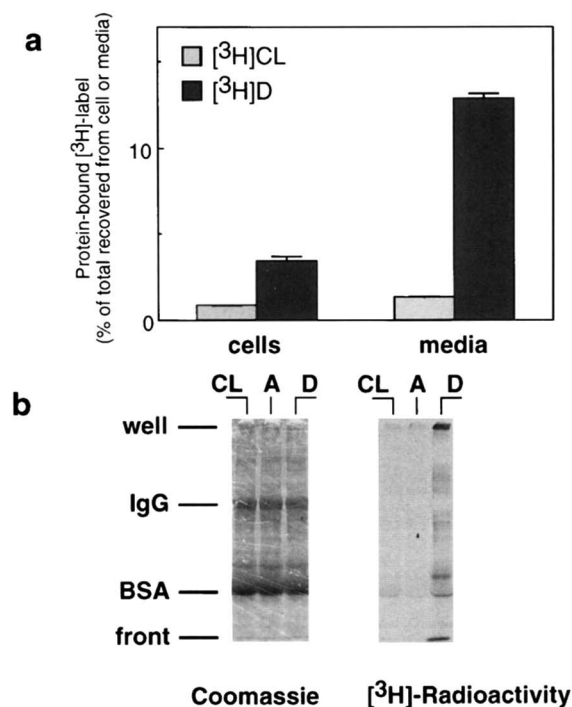 a
[³H]CL
[³H]D
Protein-bound [³H]-label
(% of total recovered from cell or media)
10
0
cells
media
b
CL A D
CL A D
well
IgG
BSA
front
Coomassie
[³H]-Radioactivity